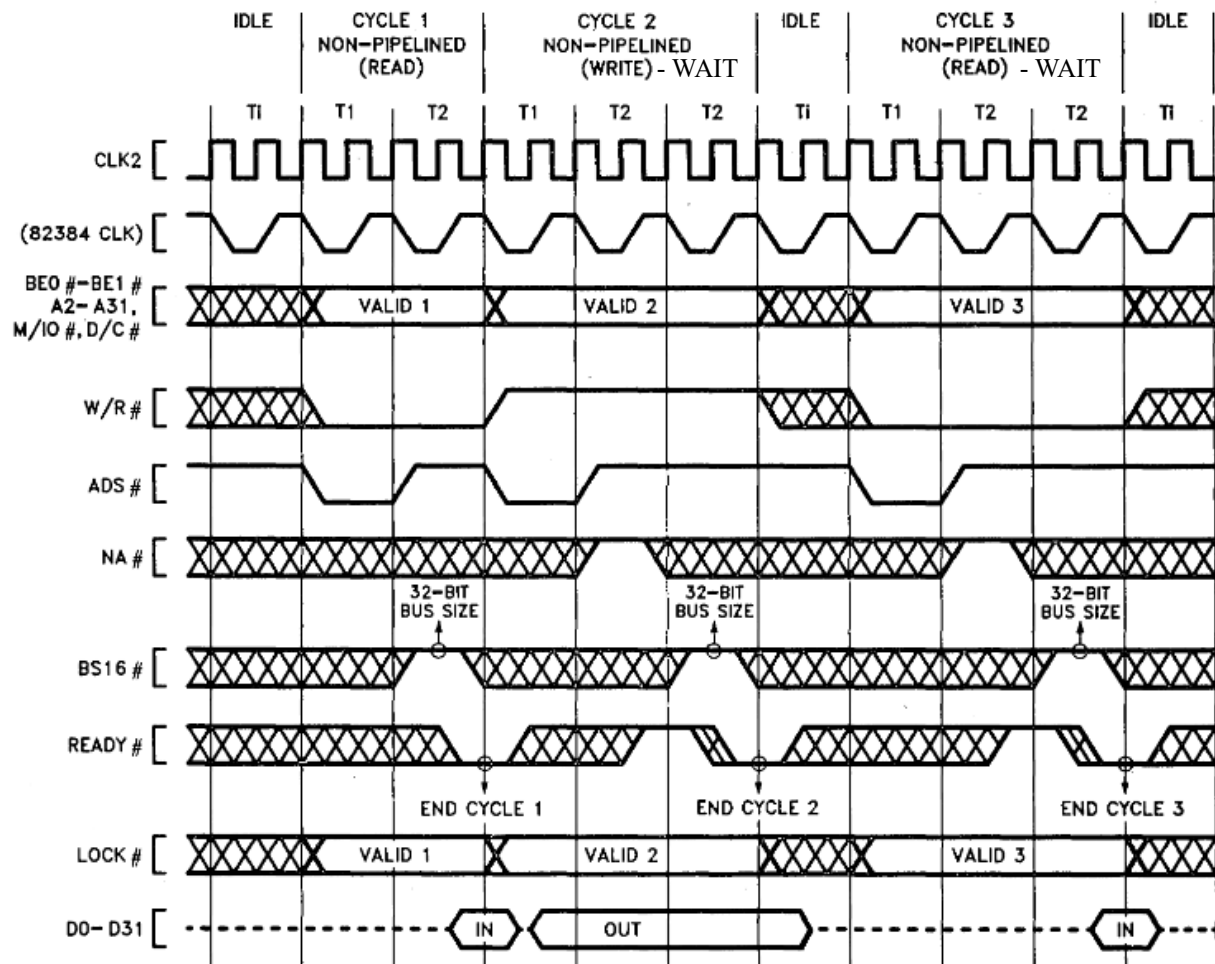 IDLE CYCLE 1 CYCLE 2 IDLE CYCLE 3 IDLE
NON-PIPELINED NON-PIPELINED NON-PIPELINED
(READ) (WRITE) - WAIT (READ) - WAIT
Ti T1 T2 T1 T2 T2 Ti T1 T2 T2 Ti
CLK2
(82384 CLK)
BE0 #-BE1 #
A2-A31,
M/IO #, D/C #
VALID 1 VALID 2 VALID 3
W/R #
ADS #
NA #
32-BIT 32-BIT 32-BIT
BUS SIZE BUS SIZE BUS SIZE
BS16 #
READY #
END CYCLE 1 END CYCLE 2 END CYCLE 3
LOCK # VALID 1 VALID 2 VALID 3
D0-D31 IN OUT IN